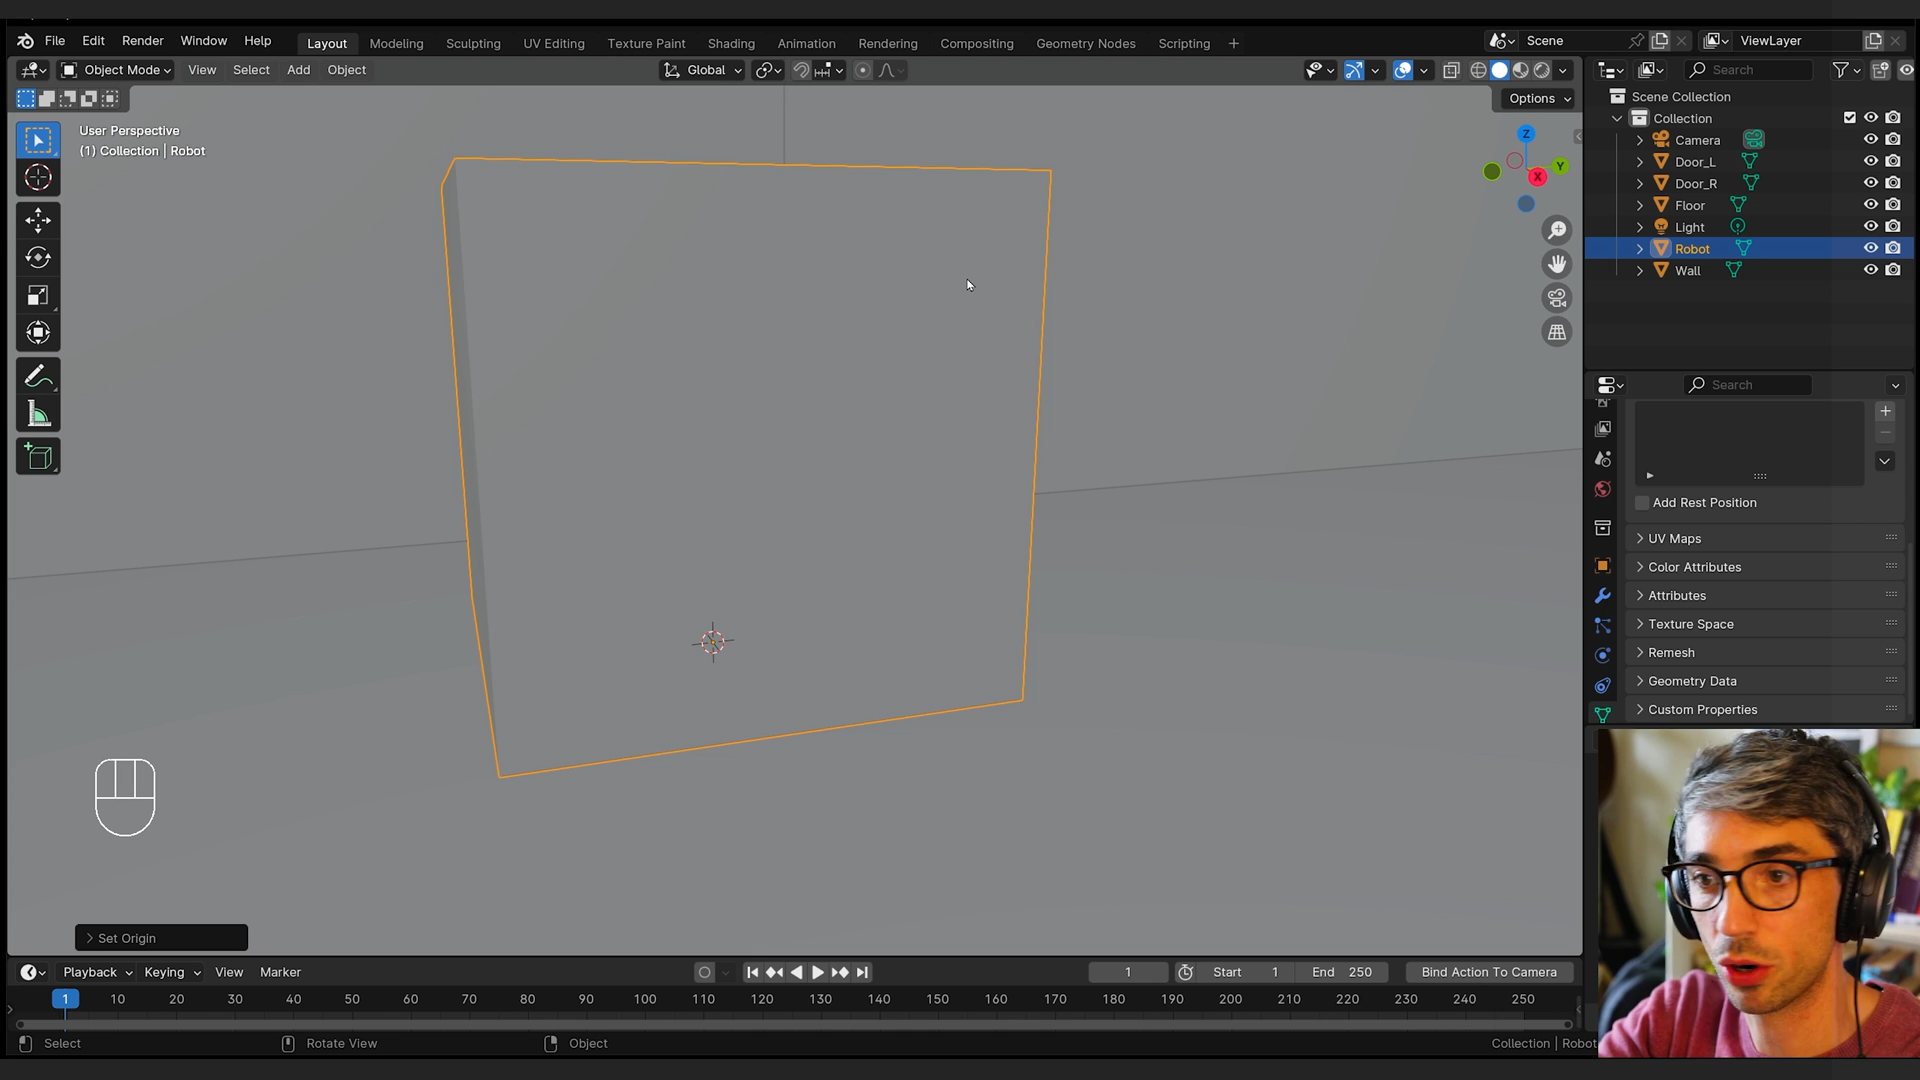 File Edit Render Window Help Layout Modeling Sculpting UV Editing Texture Paint Shading Animation Rendering Compositing Geometry Nodes Scripting + Scene ViewLayer
Object Mode View Select Add Object Global Search
Options
User Perspective
(1) Collection | Robot
Z
Y
X
Scene Collection
Collection
Camera
Door_L
Door_R
Floor
Light
Robot
Wall
Search
Add Rest Position
UV Maps
Color Attributes
Attributes
Texture Space
Remesh
Geometry Data
Custom Properties
Set Origin
Playback Keying View Marker 1 Start 1 End 250 Bind Action To Camera
1 10 20 30 40 50 60 70 80 90 100 110 120 130 140 150 160 170 180 190 200 210 220 230 240 250
Select Rotate View Object Collection | Robot